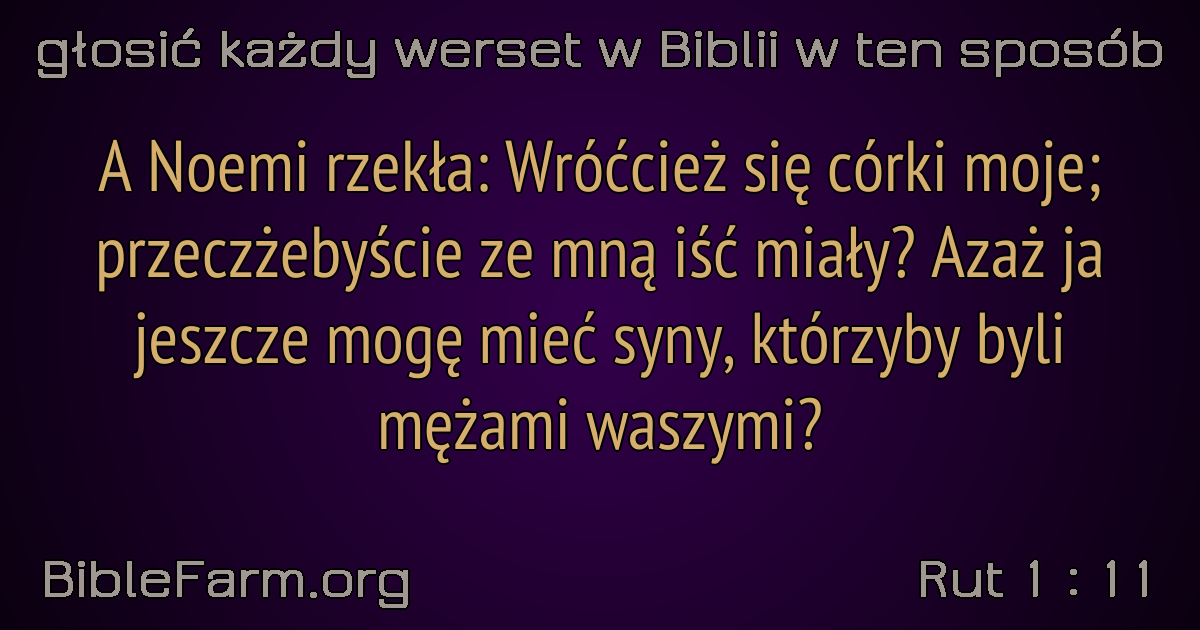 głosić każdy werset w Biblii w ten sposób
A Noemi rzekła: Wróćcież się córki moje;
przeczżebyście ze mną iść miały? Azaż ja
jeszcze mogę mieć syny, którzyby byli
mężami waszymi?
BibleFarm.org
Rut 1 : 11